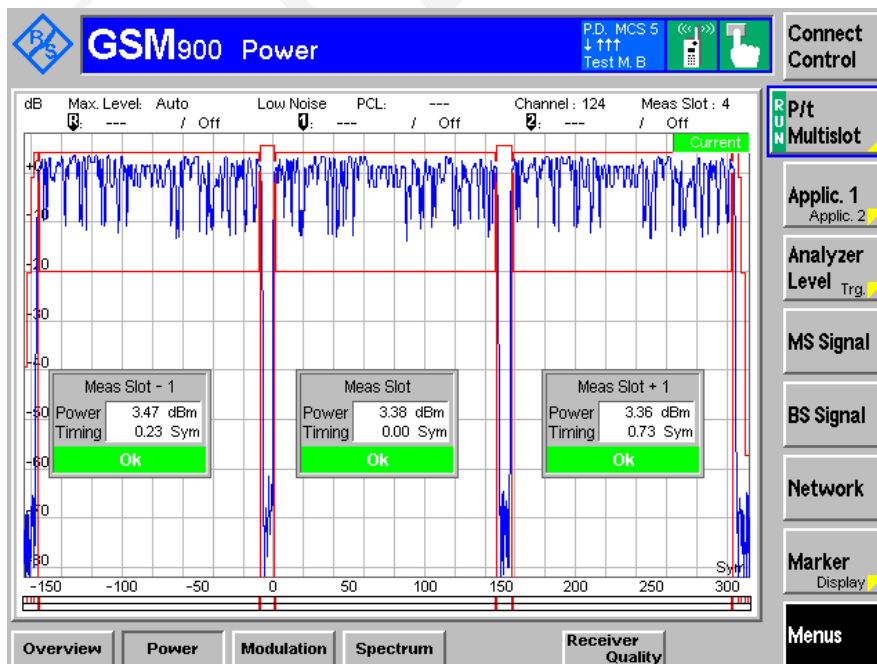 R/S
GSM900 Power
P.D. MCS 5
↓ ↑↑↑
Test M. B
Connect Control
dB Max. Level: Auto Low Noise PCL: --- Channel : 124 Meas Slot : 4
R: --- / Off 1: --- / Off 2: --- / Off
Current
RUN
P/t Multislot
Applic. 1
Applic. 2
Analyzer Level Trg.
MS Signal
BS Signal
Network
Marker
Display
Menus
+0
-10
-20
-30
-40
-50
-60
-70
-80
Meas Slot - 1
Power 3.47 dBm
Timing 0.23 Sym
Ok
Meas Slot
Power 3.38 dBm
Timing 0.00 Sym
Ok
Meas Slot + 1
Power 3.36 dBm
Timing 0.73 Sym
Ok
Sym
-150 -100 -50 0 50 100 150 200 250 300
Overview Power Modulation Spectrum Receiver Quality